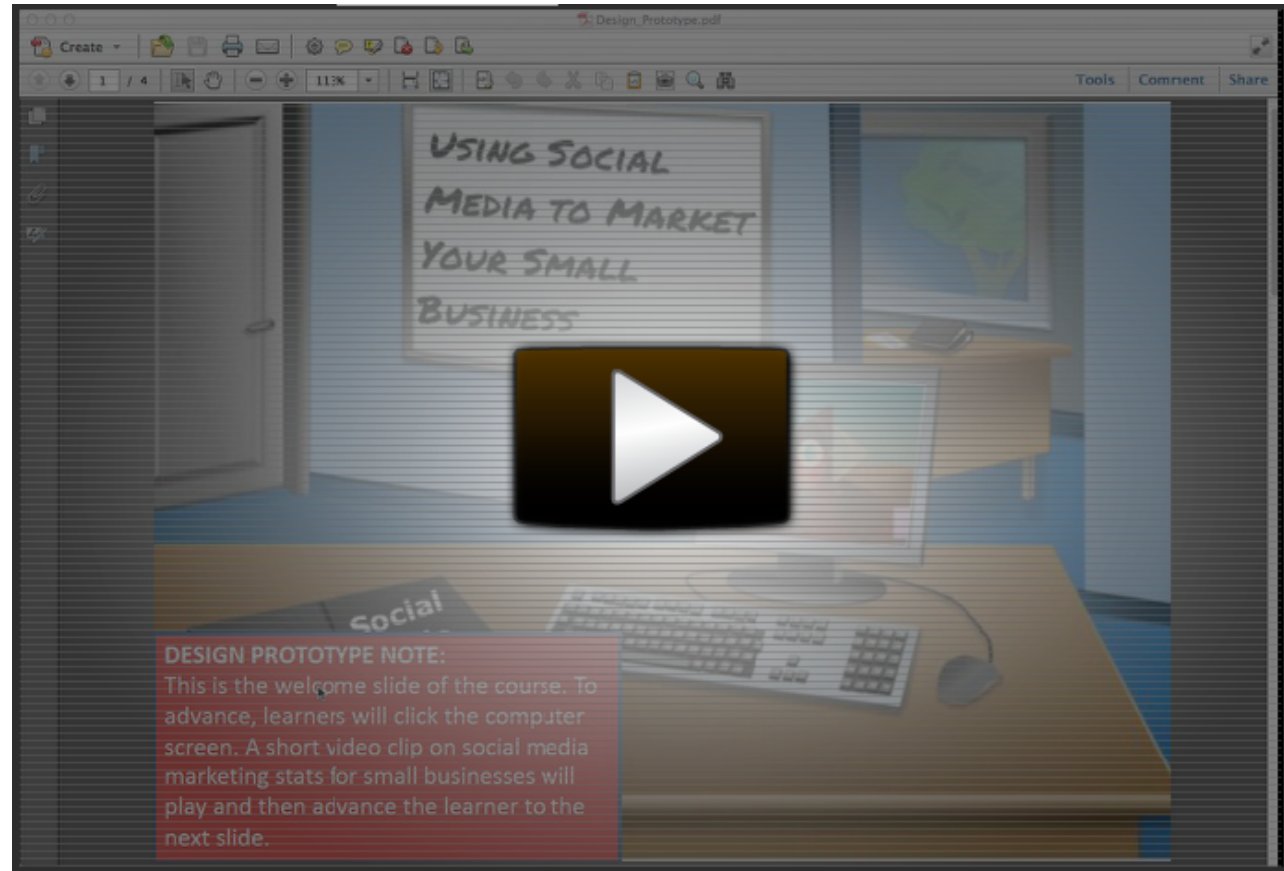 Design_Prototype.pdf
Create
1 / 4 113%
Tools Comment Share
USING SOCIAL
MEDIA TO MARKET
YOUR SMALL
BUSINESS
Social
DESIGN PROTOTYPE NOTE:
This is the welcome slide of the course. To
advance, learners will click the computer
screen. A short video clip on social media
marketing stats for small businesses will
play and then advance the learner to the
next slide.